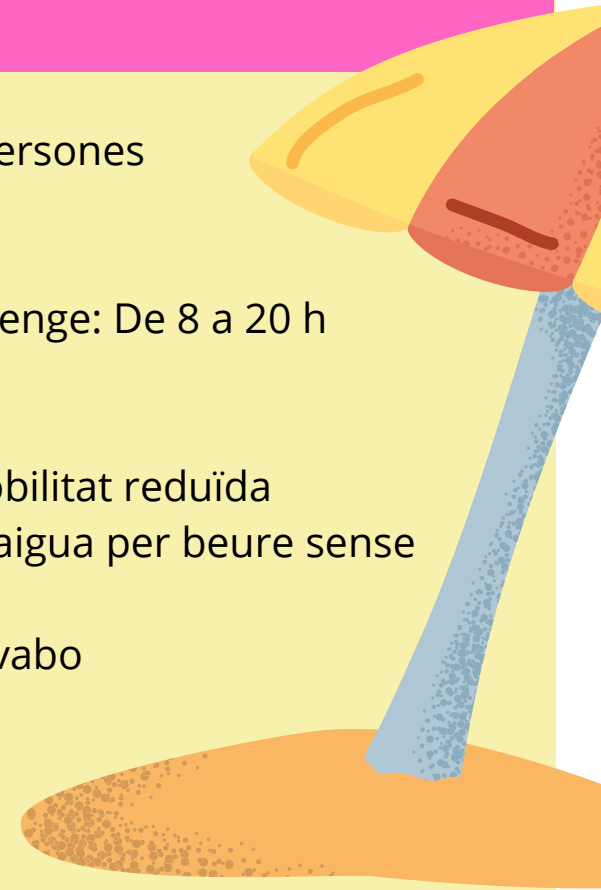 ersones
enge: De 8 a 20 h
obilitat reduïda
aigua per beure sense
vabo